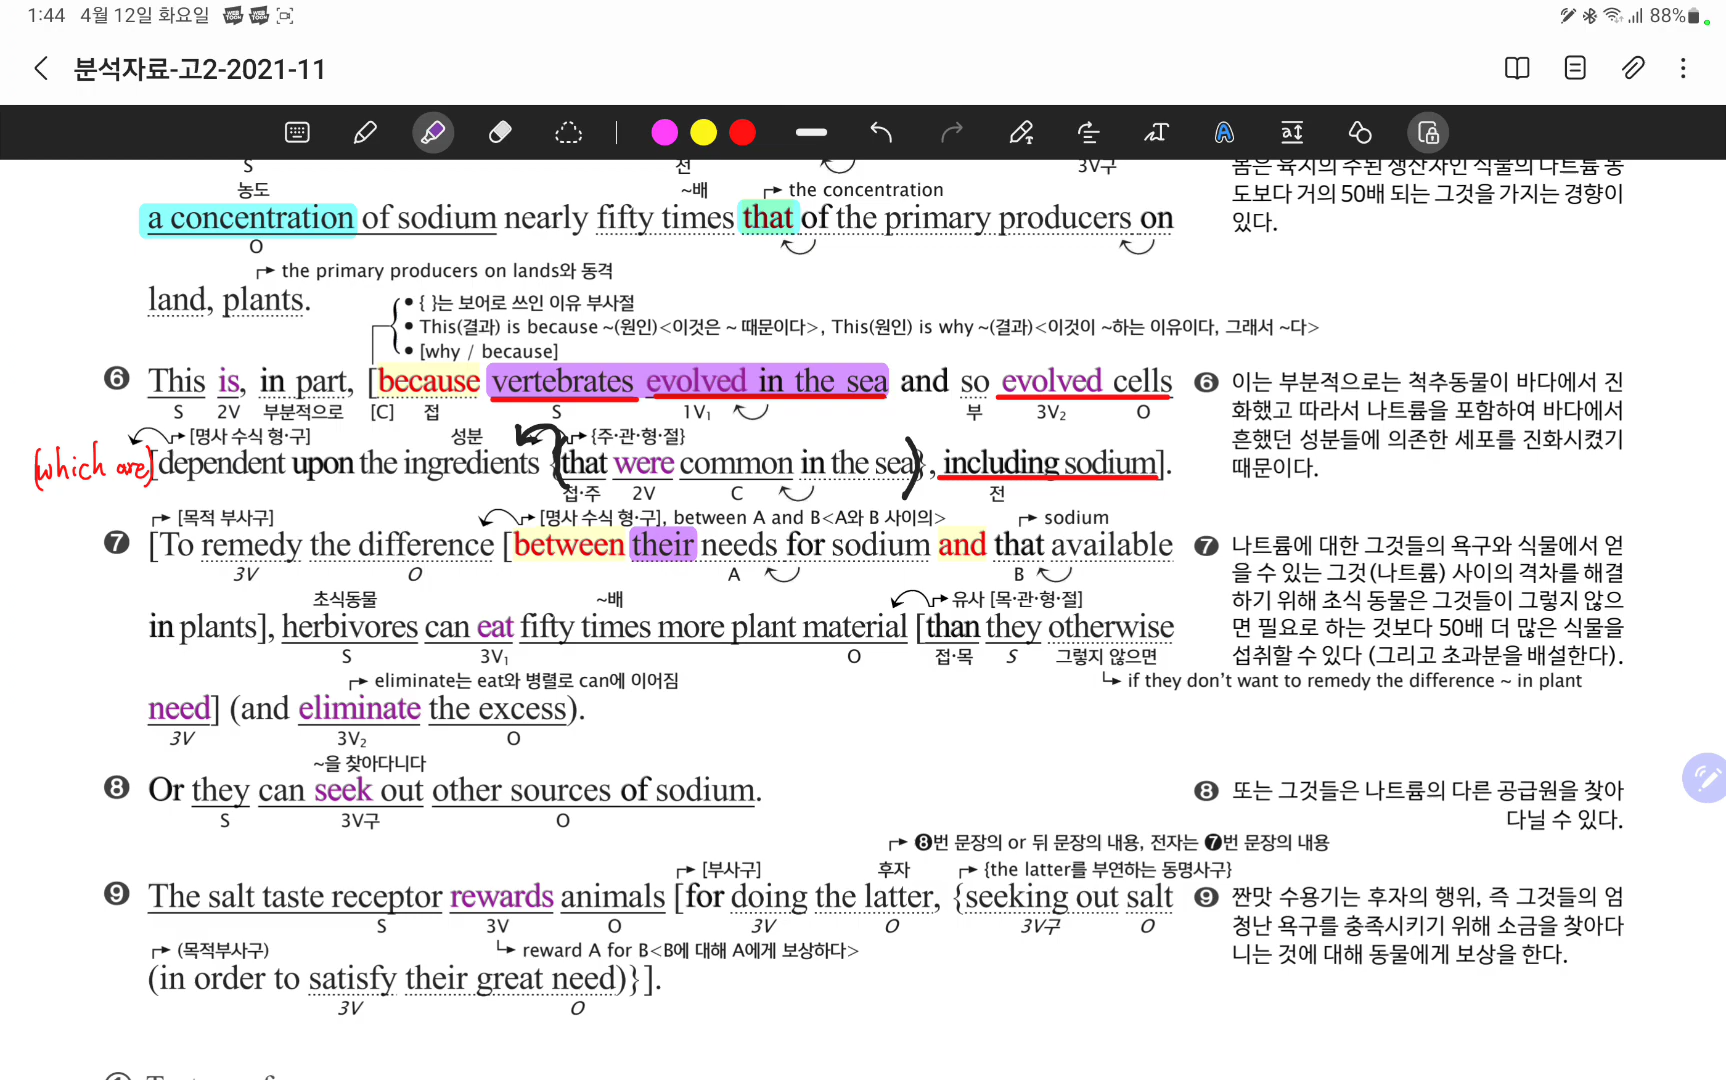 1:44 4월 12일 화요일 WEB TOON WEB TOON 88%
분석자료-고2-2021-11
S 전 3V구
몸은 육지의 주된 생산자인 식물의 나트륨 농
농도 ~배 the concentration
a concentration of sodium nearly fifty times that of the primary producers on
도보다 거의 50배 되는 그것을 가지는 경향이
있다.
O
the primary producers on lands와 동격
land, plants.
• { }는 보어로 쓰인 이유 부사절
• This(결과) is because ~(원인)<이것은 ~ 때문이다>, This(원인) is why ~(결과)<이것이 ~하는 이유이다, 그래서 ~다>
• [why / because]
❻ This is, in part, [because vertebrates evolved in the sea and so evolved cells
S 2V 부분적으로 [C] 접 S 1V₁ 부 3V₂ O
❻ 이는 부분적으로는 척추동물이 바다에서 진
화했고 따라서 나트륨을 포함하여 바다에서
흔했던 성분들에 의존한 세포를 진화시켰기
때문이다.
[명사 수식 형·구] 성분 {주·관·형·절}
(which are) [dependent upon the ingredients {that were common in the sea}, including sodium].
접·주 2V C 전
[목적 부사구] [명사 수식 형·구], between A and B<A와 B 사이의> sodium
❼ [To remedy the difference [between their needs for sodium and that available
3V O A B
❼ 나트륨에 대한 그것들의 욕구와 식물에서 얻
을 수 있는 그것(나트륨) 사이의 격차를 해결
하기 위해 초식 동물은 그것들이 그렇지 않으
면 필요로 하는 것보다 50배 더 많은 식물을
섭취할 수 있다 (그리고 초과분을 배설한다).
초식동물 ~배 유사 [목·관·형·절]
in plants], herbivores can eat fifty times more plant material [than they otherwise
S 3V₁ O 접·목 S 그렇지 않으면
eliminate는 eat와 병렬로 can에 이어짐 if they don't want to remedy the difference ~ in plant
need] (and eliminate the excess).
3V 3V₂ O
~을 찾아다니다
❽ Or they can seek out other sources of sodium.
S 3V구 O
❽ 또는 그것들은 나트륨의 다른 공급원을 찾아
다닐 수 있다.
❽번 문장의 or 뒤 문장의 내용, 전자는 ❼번 문장의 내용
[부사구] 후자 {the latter를 부연하는 동명사구}
❾ The salt taste receptor rewards animals [for doing the latter, {seeking out salt
S 3V O 3V O 3V구 O
❾ 짠맛 수용기는 후자의 행위, 즉 그것들의 엄
청난 욕구를 충족시키기 위해 소금을 찾아다
니는 것에 대해 동물에게 보상을 한다.
(목적부사구) reward A for B<B에 대해 A에게 보상하다>
(in order to satisfy their great need)}].
3V O